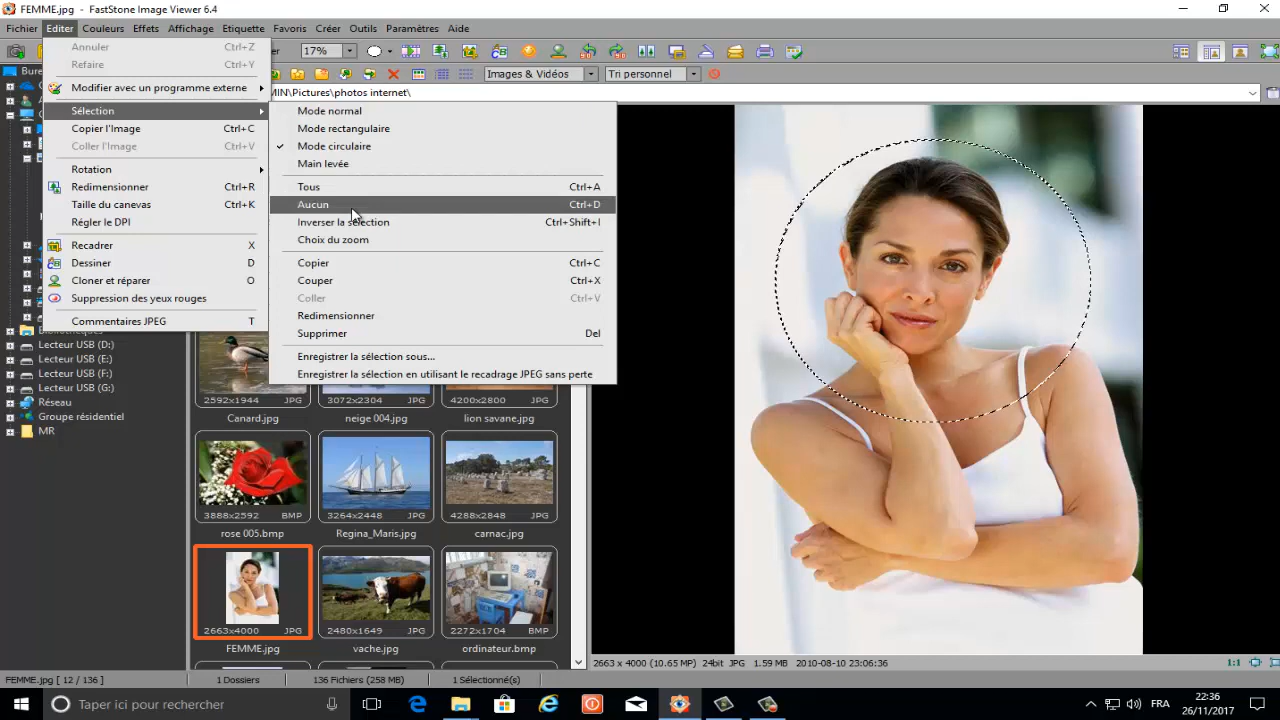 FEMME.jpg - FastStone Image Viewer 6.4
Fichier Editer Couleurs Effets Affichage Etiquette Favoris Créer Outils Paramètres Aide
17%
Images & Vidéos Tri personnel
MIN\Pictures\photos internet\
Bure
Annuler Ctrl+Z
Refaire Ctrl+Y
Modifier avec un programme externe
Sélection
Copier l'Image Ctrl+C
Coller l'Image Ctrl+V
Rotation
Redimensionner Ctrl+R
Taille du canevas Ctrl+K
Régler le DPI
Recadrer X
Dessiner D
Cloner et réparer O
Suppression des yeux rouges
Commentaires JPEG T
Mode normal
Mode rectangulaire
Mode circulaire
Main levée
Tous Ctrl+A
Aucun Ctrl+D
Inverser la sélection Ctrl+Shift+I
Choix du zoom
Copier Ctrl+C
Couper Ctrl+X
Coller Ctrl+V
Redimensionner
Supprimer Del
Enregistrer la sélection sous...
Enregistrer la sélection en utilisant le recadrage JPEG sans perte
Lecteur USB (D:)
Lecteur USB (E:)
Lecteur USB (F:)
Lecteur USB (G:)
Réseau
Groupe résidentiel
MR
2592x1944 JPG
3072x2304 JPG
4200x2800 JPG
Canard.jpg
neige 004.jpg
lion savane.jpg
3888x2592 BMP
3264x2448 JPG
4288x2848 JPG
rose 005.bmp
Regina_Maris.jpg
carnac.jpg
2663x4000 JPG
2480x1649 JPG
2272x1704 BMP
FEMME.jpg
vache.jpg
ordinateur.bmp
2663 x 4000 (10.65 MP) 24bit JPG 1.59 MB 2010-08-10 23:06:36
1:1
FEMME.jpg [ 12 / 136 ]
1 Dossiers
136 Fichiers (258 MB)
1 Sélectionné(s)
Taper ici pour rechercher
FRA
22:36
26/11/2017